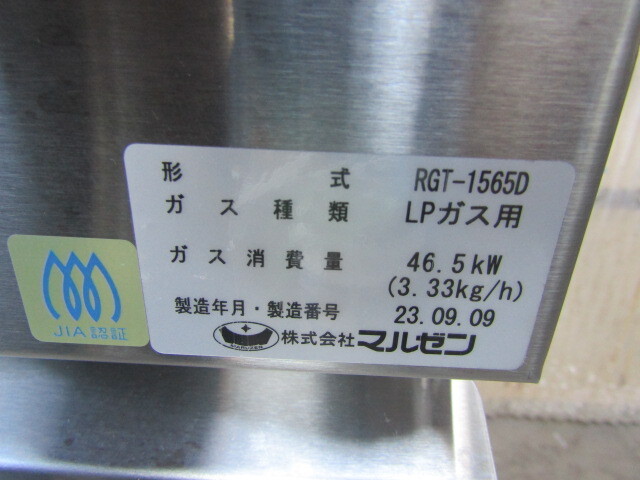 形式 RGT-1565D
ガス種類 LPガス用
ガス消費量 46.5kW
(3.33kg/h)
製造年月・製造番号 23.09.09
株式会社マルゼン
JIA認証